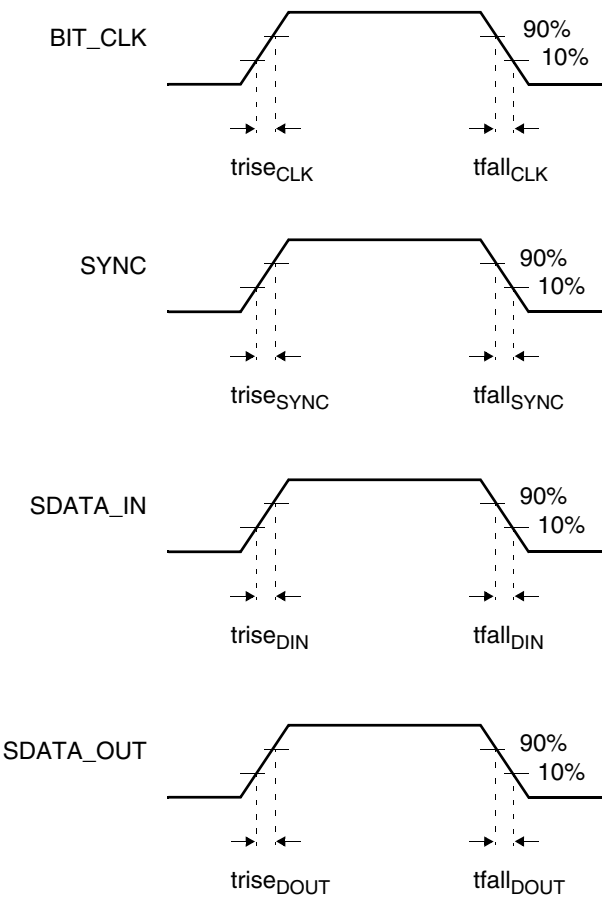 BIT_CLK
90%
10%
trise_CLK tfall_CLK
SYNC
90%
10%
trise_SYNC tfall_SYNC
SDATA_IN
90%
10%
trise_DIN tfall_DIN
SDATA_OUT
90%
10%
trise_DOUT tfall_DOUT